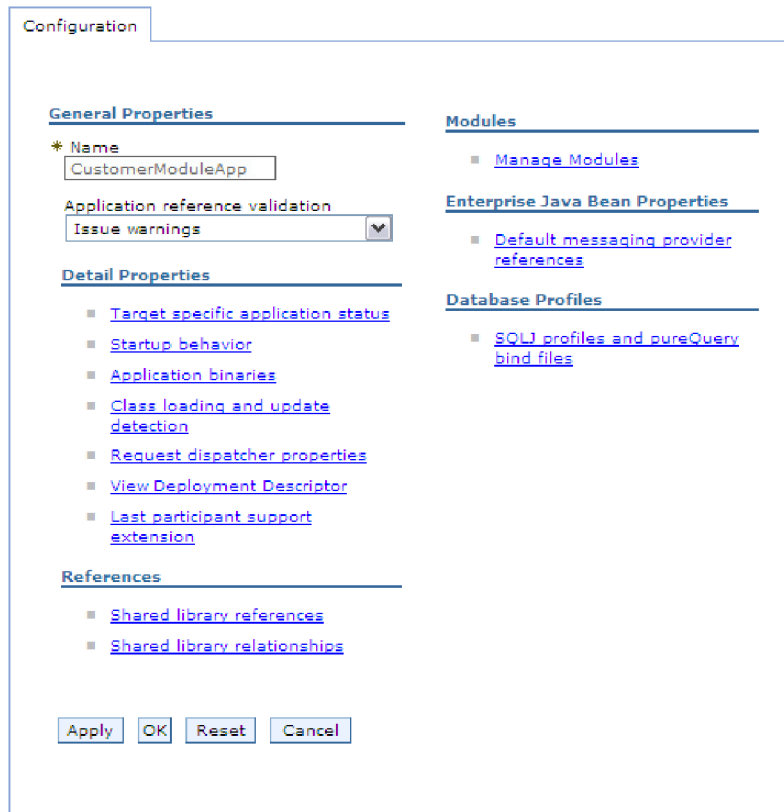 Configuration
General Properties
* Name
CustomerModuleApp
Application reference validation
Issue warnings
Detail Properties
Target specific application status
Startup behavior
Application binaries
Class loading and update
detection
Request dispatcher properties
View Deployment Descriptor
Last participant support
extension
References
Shared library references
Shared library relationships
Modules
Manage Modules
Enterprise Java Bean Properties
Default messaging provider
references
Database Profiles
SQLJ profiles and pureQuery
bind files
Apply OK Reset Cancel